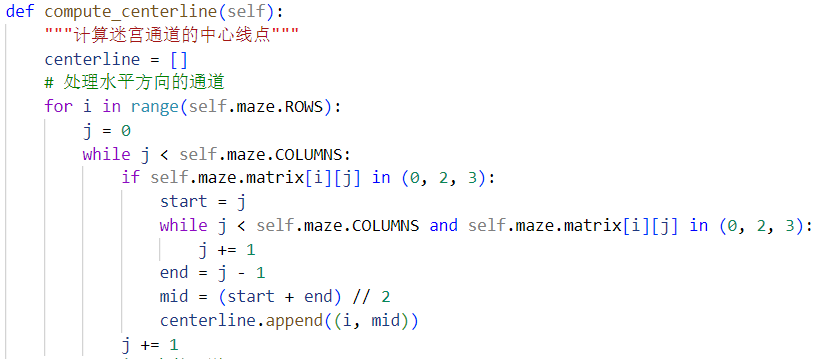 def compute_centerline(self):
    """计算迷宫通道的中心线点"""
    centerline = []
    # 处理水平方向的通道
    for i in range(self.maze.ROWS):
        j = 0
        while j < self.maze.COLUMNS:
            if self.maze.matrix[i][j] in (0, 2, 3):
                start = j
                while j < self.maze.COLUMNS and self.maze.matrix[i][j] in (0, 2, 3):
                    j += 1
                end = j - 1
                mid = (start + end) // 2
                centerline.append((i, mid))
            j += 1